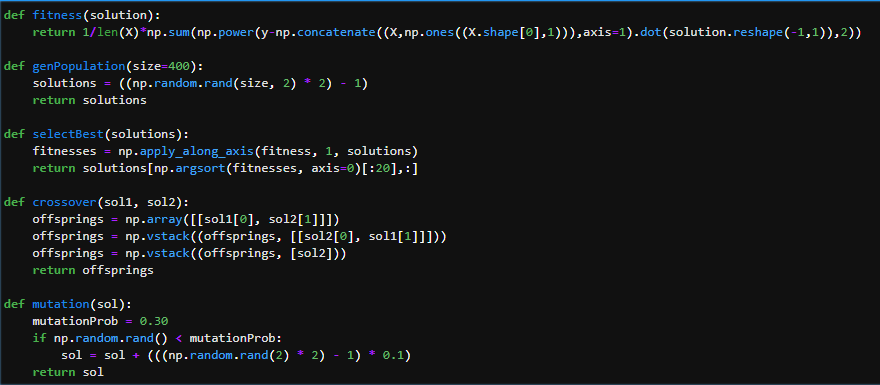 def fitness(solution):
    return 1/len(X)*np.sum(np.power(y-np.concatenate((X,np.ones((X.shape[0],1))),axis=1).dot(solution.reshape(-1,1)),2))

def genPopulation(size=400):
    solutions = ((np.random.rand(size, 2) * 2) - 1)
    return solutions

def selectBest(solutions):
    fitnesses = np.apply_along_axis(fitness, 1, solutions)
    return solutions[np.argsort(fitnesses, axis=0)[:20],:]

def crossover(sol1, sol2):
    offsprings = np.array([[sol1[0], sol2[1]]])
    offsprings = np.vstack((offsprings, [[sol2[0], sol1[1]]]))
    offsprings = np.vstack((offsprings, [sol2]))
    return offsprings

def mutation(sol):
    mutationProb = 0.30
    if np.random.rand() < mutationProb:
        sol = sol + (((np.random.rand(2) * 2) - 1) * 0.1)
    return sol